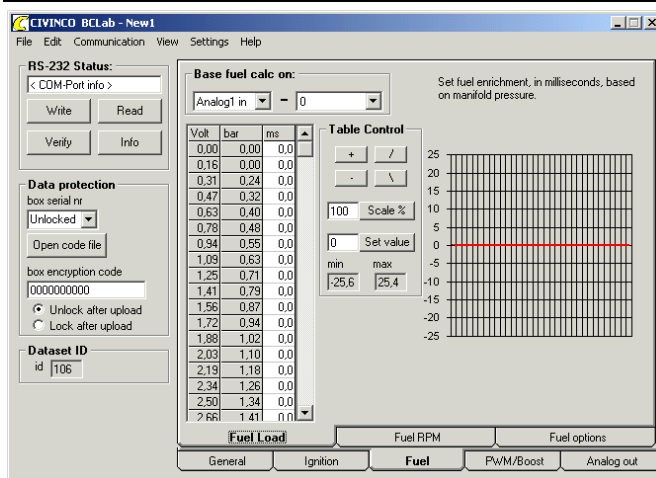 CIVINCO BCLab - New1
File Edit Communication View Settings Help
RS-232 Status:
< COM-Port info >
Write Read
Verify Info
Data protection
box serial nr
Unlocked
Open code file
box encryption code
0000000000
Unlock after upload
Lock after upload
Dataset ID
id 106
Base fuel calc on:
Analog1 in - 0
Set fuel enrichment, in milliseconds, based
on manifold pressure.
Volt bar ms
0,00 0,00 0,0
0,16 0,00 0,0
0,31 0,24 0,0
0,47 0,32 0,0
0,63 0,40 0,0
0,78 0,48 0,0
0,94 0,55 0,0
1,09 0,63 0,0
1,25 0,71 0,0
1,41 0,79 0,0
1,56 0,87 0,0
1,72 0,94 0,0
1,88 1,02 0,0
2,03 1,10 0,0
2,19 1,18 0,0
2,34 1,26 0,0
2,50 1,34 0,0
2,66 1,41 0,0
Table Control
+ /
- \
100 Scale %
0 Set value
min max
-25,6 25,4
25
20
15
10
5
0
-5
-10
-15
-20
-25
Fuel Load Fuel RPM Fuel options
General Ignition Fuel PWM/Boost Analog out